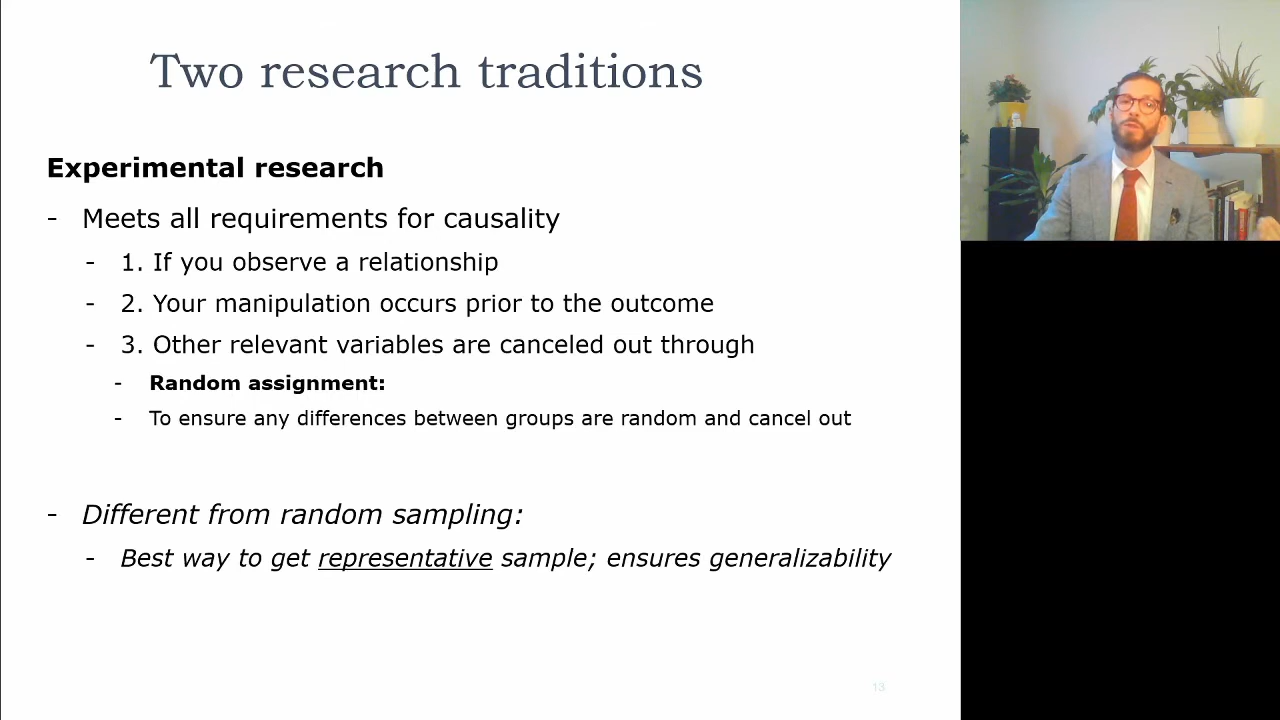 Two research traditions
Experimental research
- Meets all requirements for causality
- 1. If you observe a relationship
- 2. Your manipulation occurs prior to the outcome
- 3. Other relevant variables are canceled out through
- Random assignment:
- To ensure any differences between groups are random and cancel out
- Different from random sampling:
- Best way to get representative sample; ensures generalizability
13